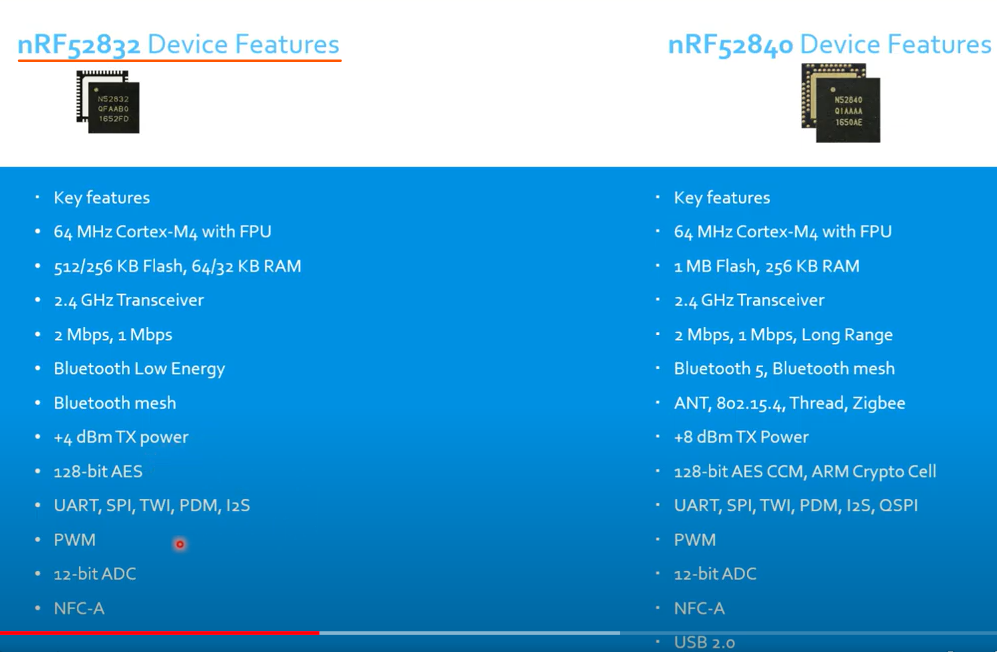 nRF52832 Device Features
N52832
QFAAB0
1652FD
Key features
64 MHz Cortex-M4 with FPU
512/256 KB Flash, 64/32 KB RAM
2.4 GHz Transceiver
2 Mbps, 1 Mbps
Bluetooth Low Energy
Bluetooth mesh
+4 dBm TX power
128-bit AES
UART, SPI, TWI, PDM, I2S
PWM
12-bit ADC
NFC-A
nRF52840 Device Features
N52840
QIAAAA
1650AE
Key features
64 MHz Cortex-M4 with FPU
1 MB Flash, 256 KB RAM
2.4 GHz Transceiver
2 Mbps, 1 Mbps, Long Range
Bluetooth 5, Bluetooth mesh
ANT, 802.15.4, Thread, Zigbee
+8 dBm TX Power
128-bit AES CCM, ARM Crypto Cell
UART, SPI, TWI, PDM, I2S, QSPI
PWM
12-bit ADC
NFC-A
USB 2.0